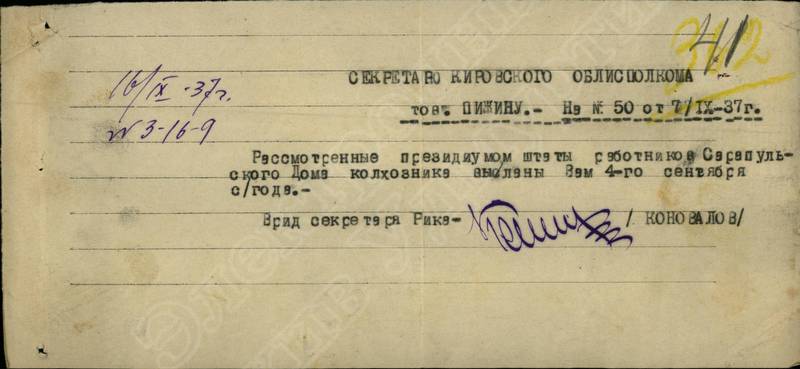 41
16/IX-37г.
№ 3-16-9
СЕКРЕТАРЮ КИРОВСКОГО ОБЛИСПОЛКОМА
тов. ПИЖИНУ.- На № 50 от 7/IX-37г.
Рассмотренные президиумом штаты работников Сарапуль-
ского Дома колхозника высланы Вам 4-го сентября
с/года.-
Врид секретаря Рика- /КОНОВАЛОВ/